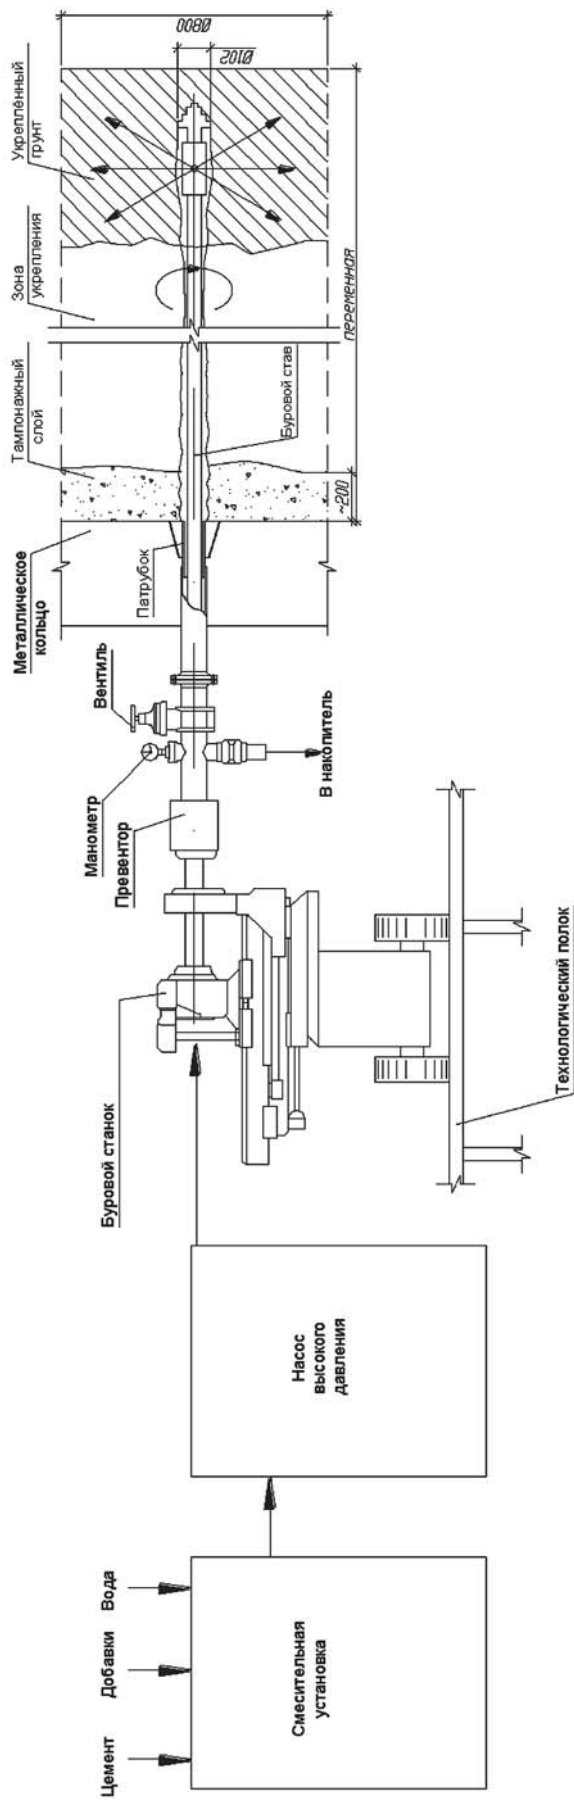 Цемент
Добавки
Вода
Смесительная
установка
Насос
высокого
давления
Буровой станок
Технологический полок
Превентор
Манометр
Вентиль
В накопитель
Металлическое
кольцо
Патрубок
Тампонажный
слой
Буровой став
Зона
укрепления
Укреплённый
грунт
~200
переменная
Ø102
Ø800